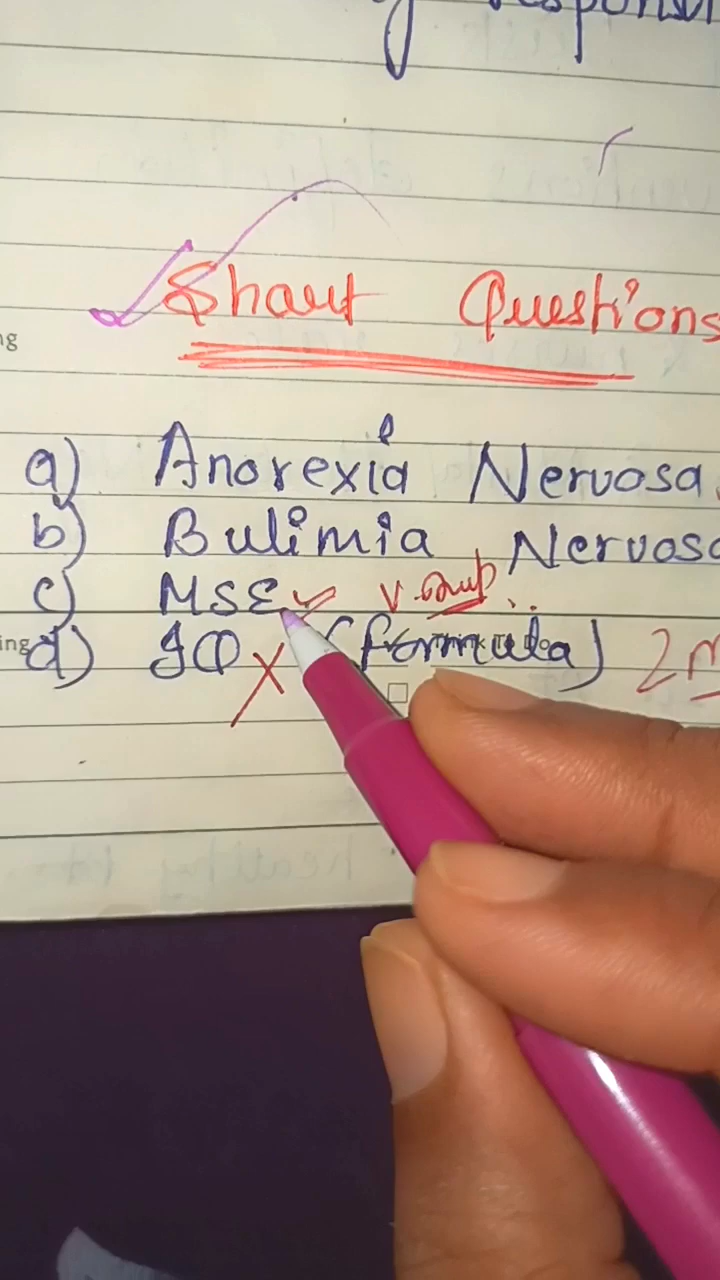 Short Questions
a) Anorexia Nervosa.
b) Bulimia Nervosa
c) MSE ✓ V. Imp...
d) IQ (formula) 2m